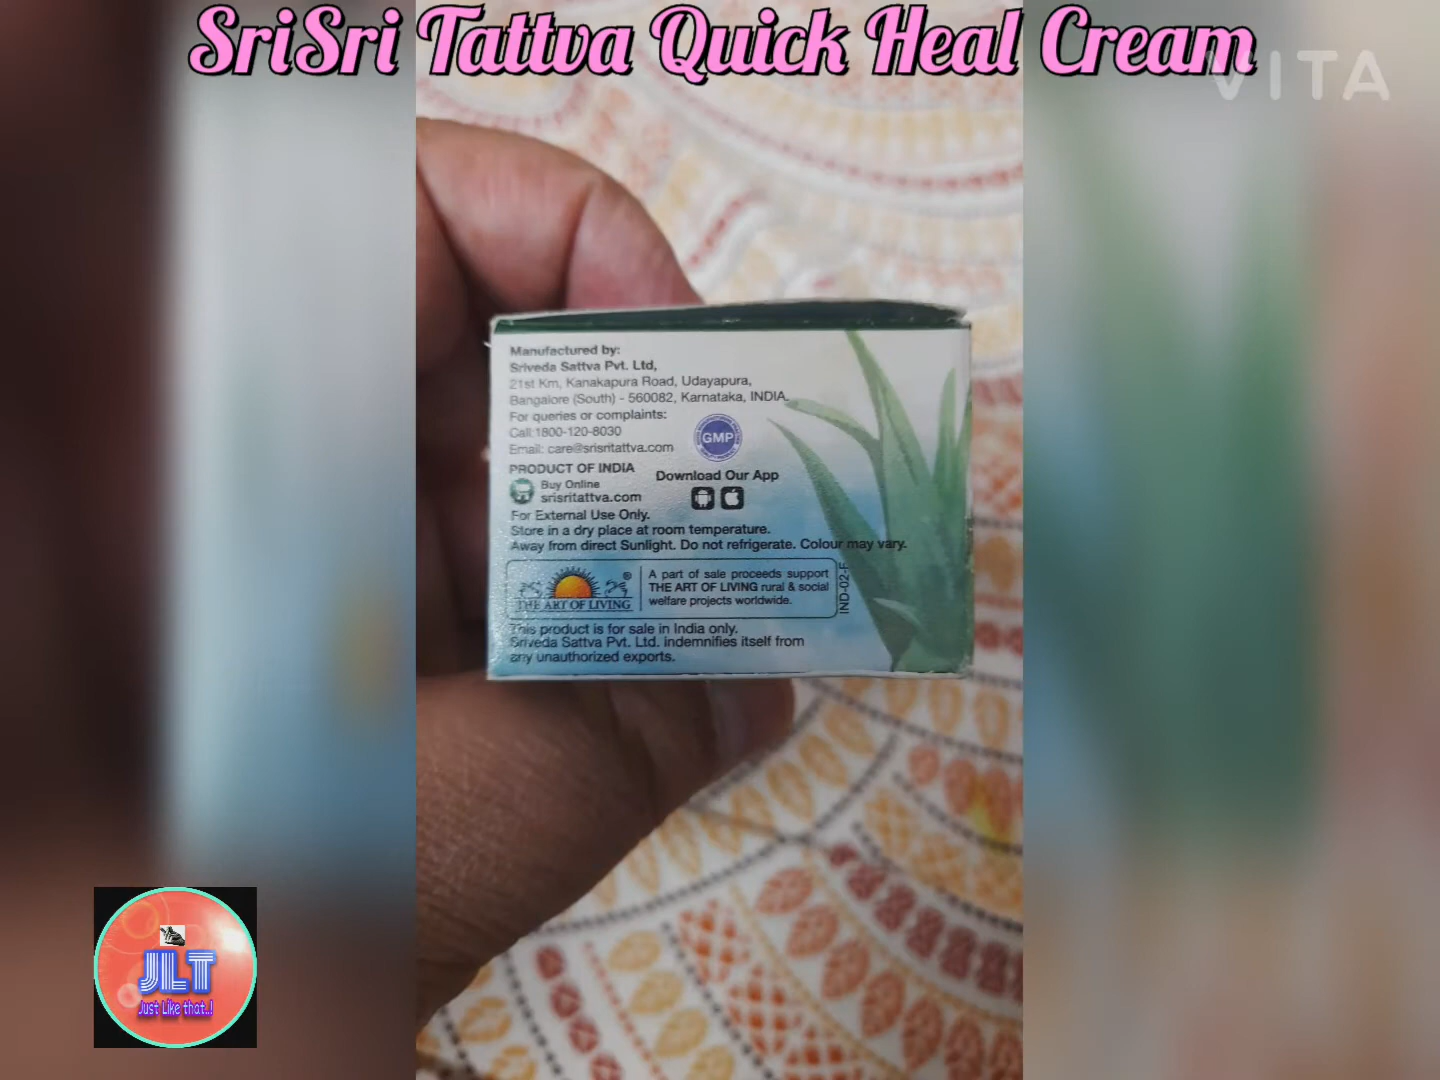 SriSri Tattva Quick Heal Cream
VITA
Manufactured by:
Sriveda Sattva Pvt. Ltd,
21st Km, Kanakapura Road, Udayapura,
Bangalore (South) - 560082, Karnataka, INDIA.
For queries or complaints:
Call:1800-120-8030
Email: care@srisritattva.com
GMP
PRODUCT OF INDIA
Download Our App
Buy Online
srisritattva.com
For External Use Only.
Store in a dry place at room temperature.
Away from direct Sunlight. Do not refrigerate. Colour may vary.
THE ART OF LIVING
®
A part of sale proceeds support
THE ART OF LIVING rural & social
welfare projects worldwide.
IND-02-F
This product is for sale in India only.
Sriveda Sattva Pvt. Ltd. indemnifies itself from
any unauthorized exports.
JLT
Just Like that..!